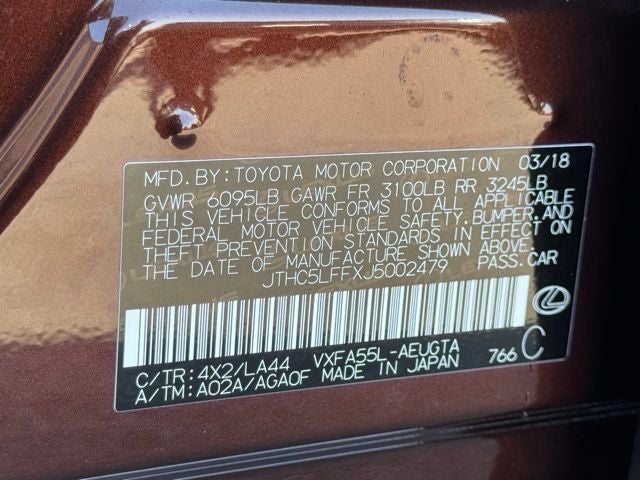 MFD.BY:TOYOTA MOTOR CORPORATION 03/18
GVWR 6095LB GAWR FR 3100LB RR 3245LB
THIS VEHICLE CONFORMS TO ALL APPLICABLE
FEDERAL MOTOR VEHICLE SAFETY,BUMPER,AND
THEFT PREVENTION STANDARDS IN EFFECT ON
THE DATE OF MANUFACTURE SHOWN ABOVE.
JTHC5LFFXJ5002479 PASS.CAR
C/TR:4X2/LA44 VXFA55L-AEUGTA 766 C
A/TM:A02A/AGA0F MADE IN JAPAN